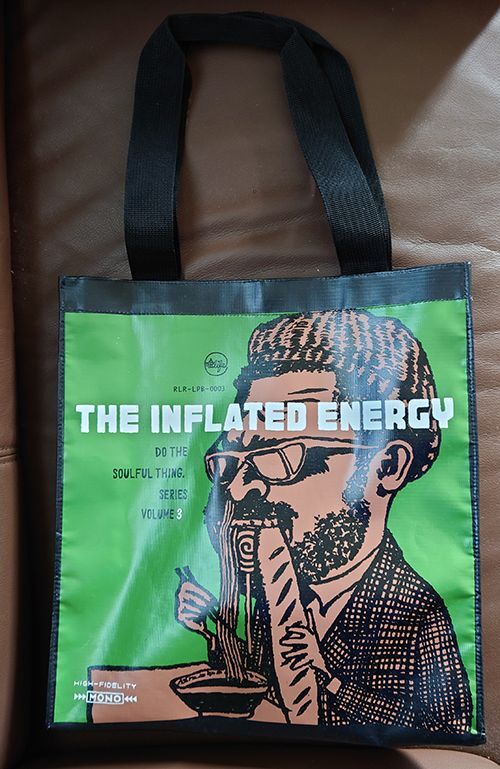 RLR-LPB-0003
THE INFLATED ENERGY
DO THE
SOULFUL THING.
SERIES
VOLUME 3
HIGH-FIDELITY
MONO